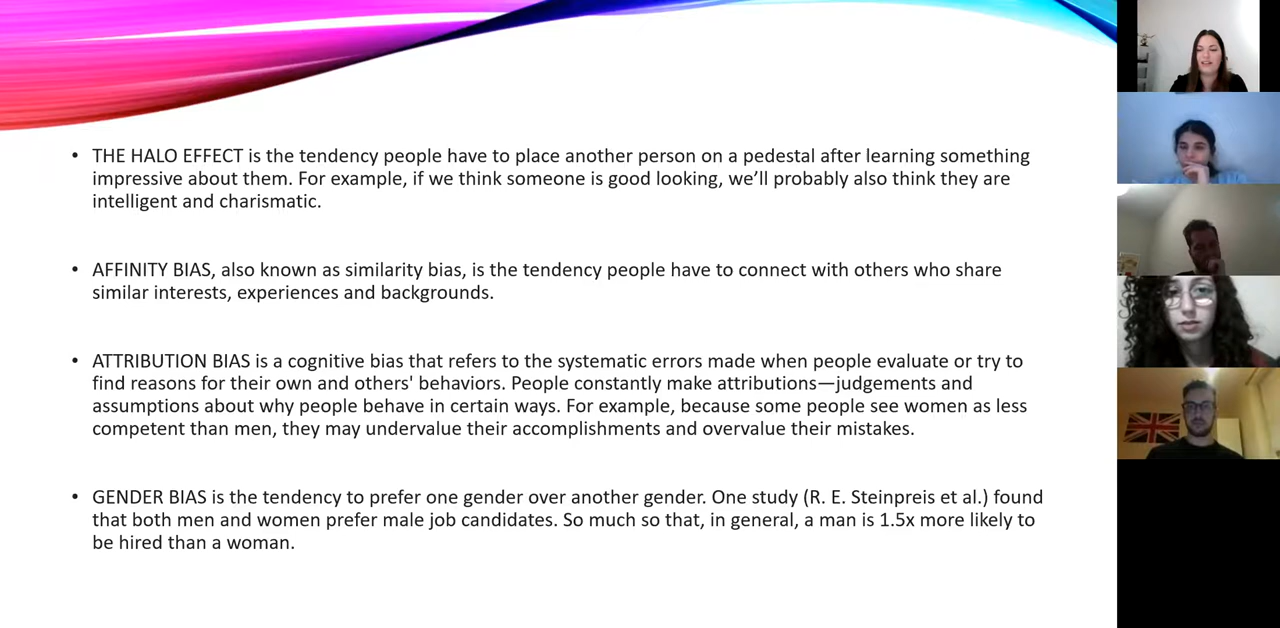 • THE HALO EFFECT is the tendency people have to place another person on a pedestal after learning something
impressive about them. For example, if we think someone is good looking, we’ll probably also think they are
intelligent and charismatic.
• AFFINITY BIAS, also known as similarity bias, is the tendency people have to connect with others who share
similar interests, experiences and backgrounds.
• ATTRIBUTION BIAS is a cognitive bias that refers to the systematic errors made when people evaluate or try to
find reasons for their own and others' behaviors. People constantly make attributions—judgements and
assumptions about why people behave in certain ways. For example, because some people see women as less
competent than men, they may undervalue their accomplishments and overvalue their mistakes.
• GENDER BIAS is the tendency to prefer one gender over another gender. One study (R. E. Steinpreis et al.) found
that both men and women prefer male job candidates. So much so that, in general, a man is 1.5x more likely to
be hired than a woman.